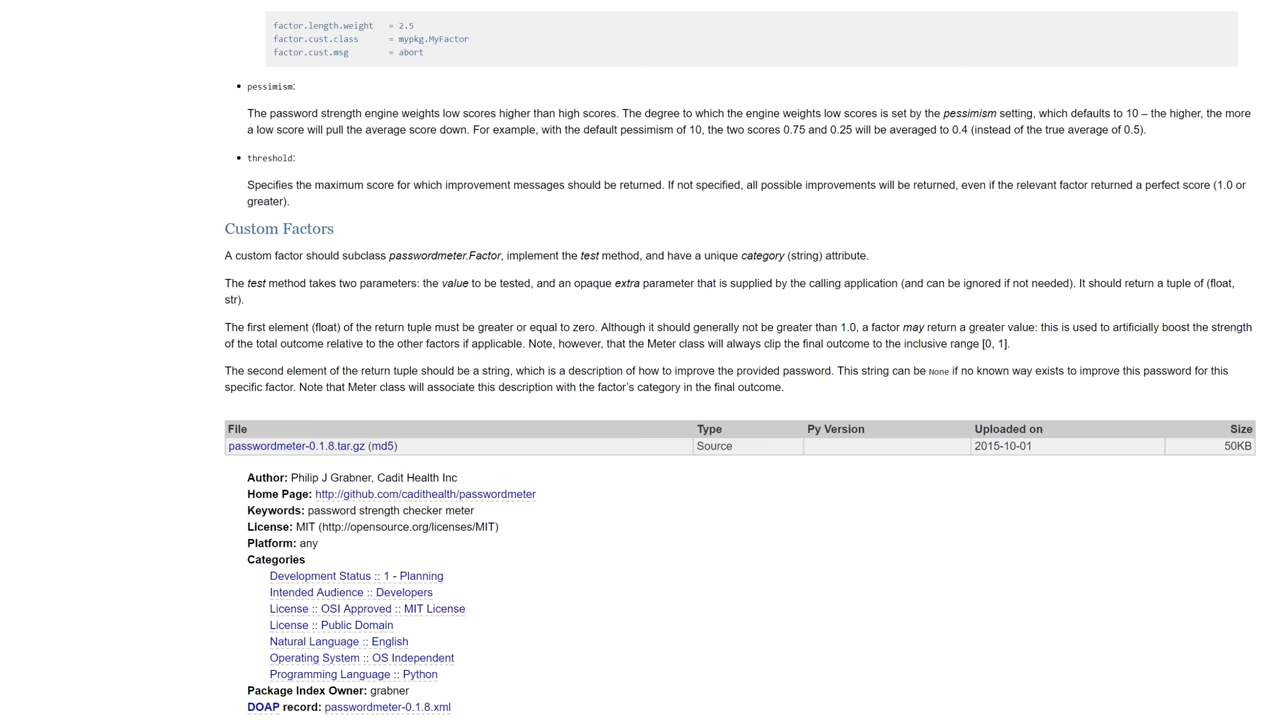 factor.length.weight = 2.5
factor.cust.class = mypkg.MyFactor
factor.cust.msg = abort
• pessimism:
The password strength engine weights low scores higher than high scores. The degree to which the engine weights low scores is set by the pessimism setting, which defaults to 10 – the higher, the more
a low score will pull the average score down. For example, with the default pessimism of 10, the two scores 0.75 and 0.25 will be averaged to 0.4 (instead of the true average of 0.5).
• threshold:
Specifies the maximum score for which improvement messages should be returned. If not specified, all possible improvements will be returned, even if the relevant factor returned a perfect score (1.0 or
greater).
Custom Factors
A custom factor should subclass passwordmeter.Factor, implement the test method, and have a unique category (string) attribute.
The test method takes two parameters: the value to be tested, and an opaque extra parameter that is supplied by the calling application (and can be ignored if not needed). It should return a tuple of (float,
str).
The first element (float) of the return tuple must be greater or equal to zero. Although it should generally not be greater than 1.0, a factor may return a greater value: this is used to artificially boost the strength
of the total outcome relative to the other factors if applicable. Note, however, that the Meter class will always clip the final outcome to the inclusive range [0, 1].
The second element of the return tuple should be a string, which is a description of how to improve the provided password. This string can be None if no known way exists to improve this password for this
specific factor. Note that Meter class will associate this description with the factor's category in the final outcome.
File Type Py Version Uploaded on Size
passwordmeter-0.1.8.tar.gz (md5) Source 2015-10-01 50KB
Author: Philip J Grabner, Cadit Health Inc
Home Page: http://github.com/cadithealth/passwordmeter
Keywords: password strength checker meter
License: MIT (http://opensource.org/licenses/MIT)
Platform: any
Categories
Development Status :: 1 - Planning
Intended Audience :: Developers
License :: OSI Approved :: MIT License
License :: Public Domain
Natural Language :: English
Operating System :: OS Independent
Programming Language :: Python
Package Index Owner: grabner
DOAP record: passwordmeter-0.1.8.xml